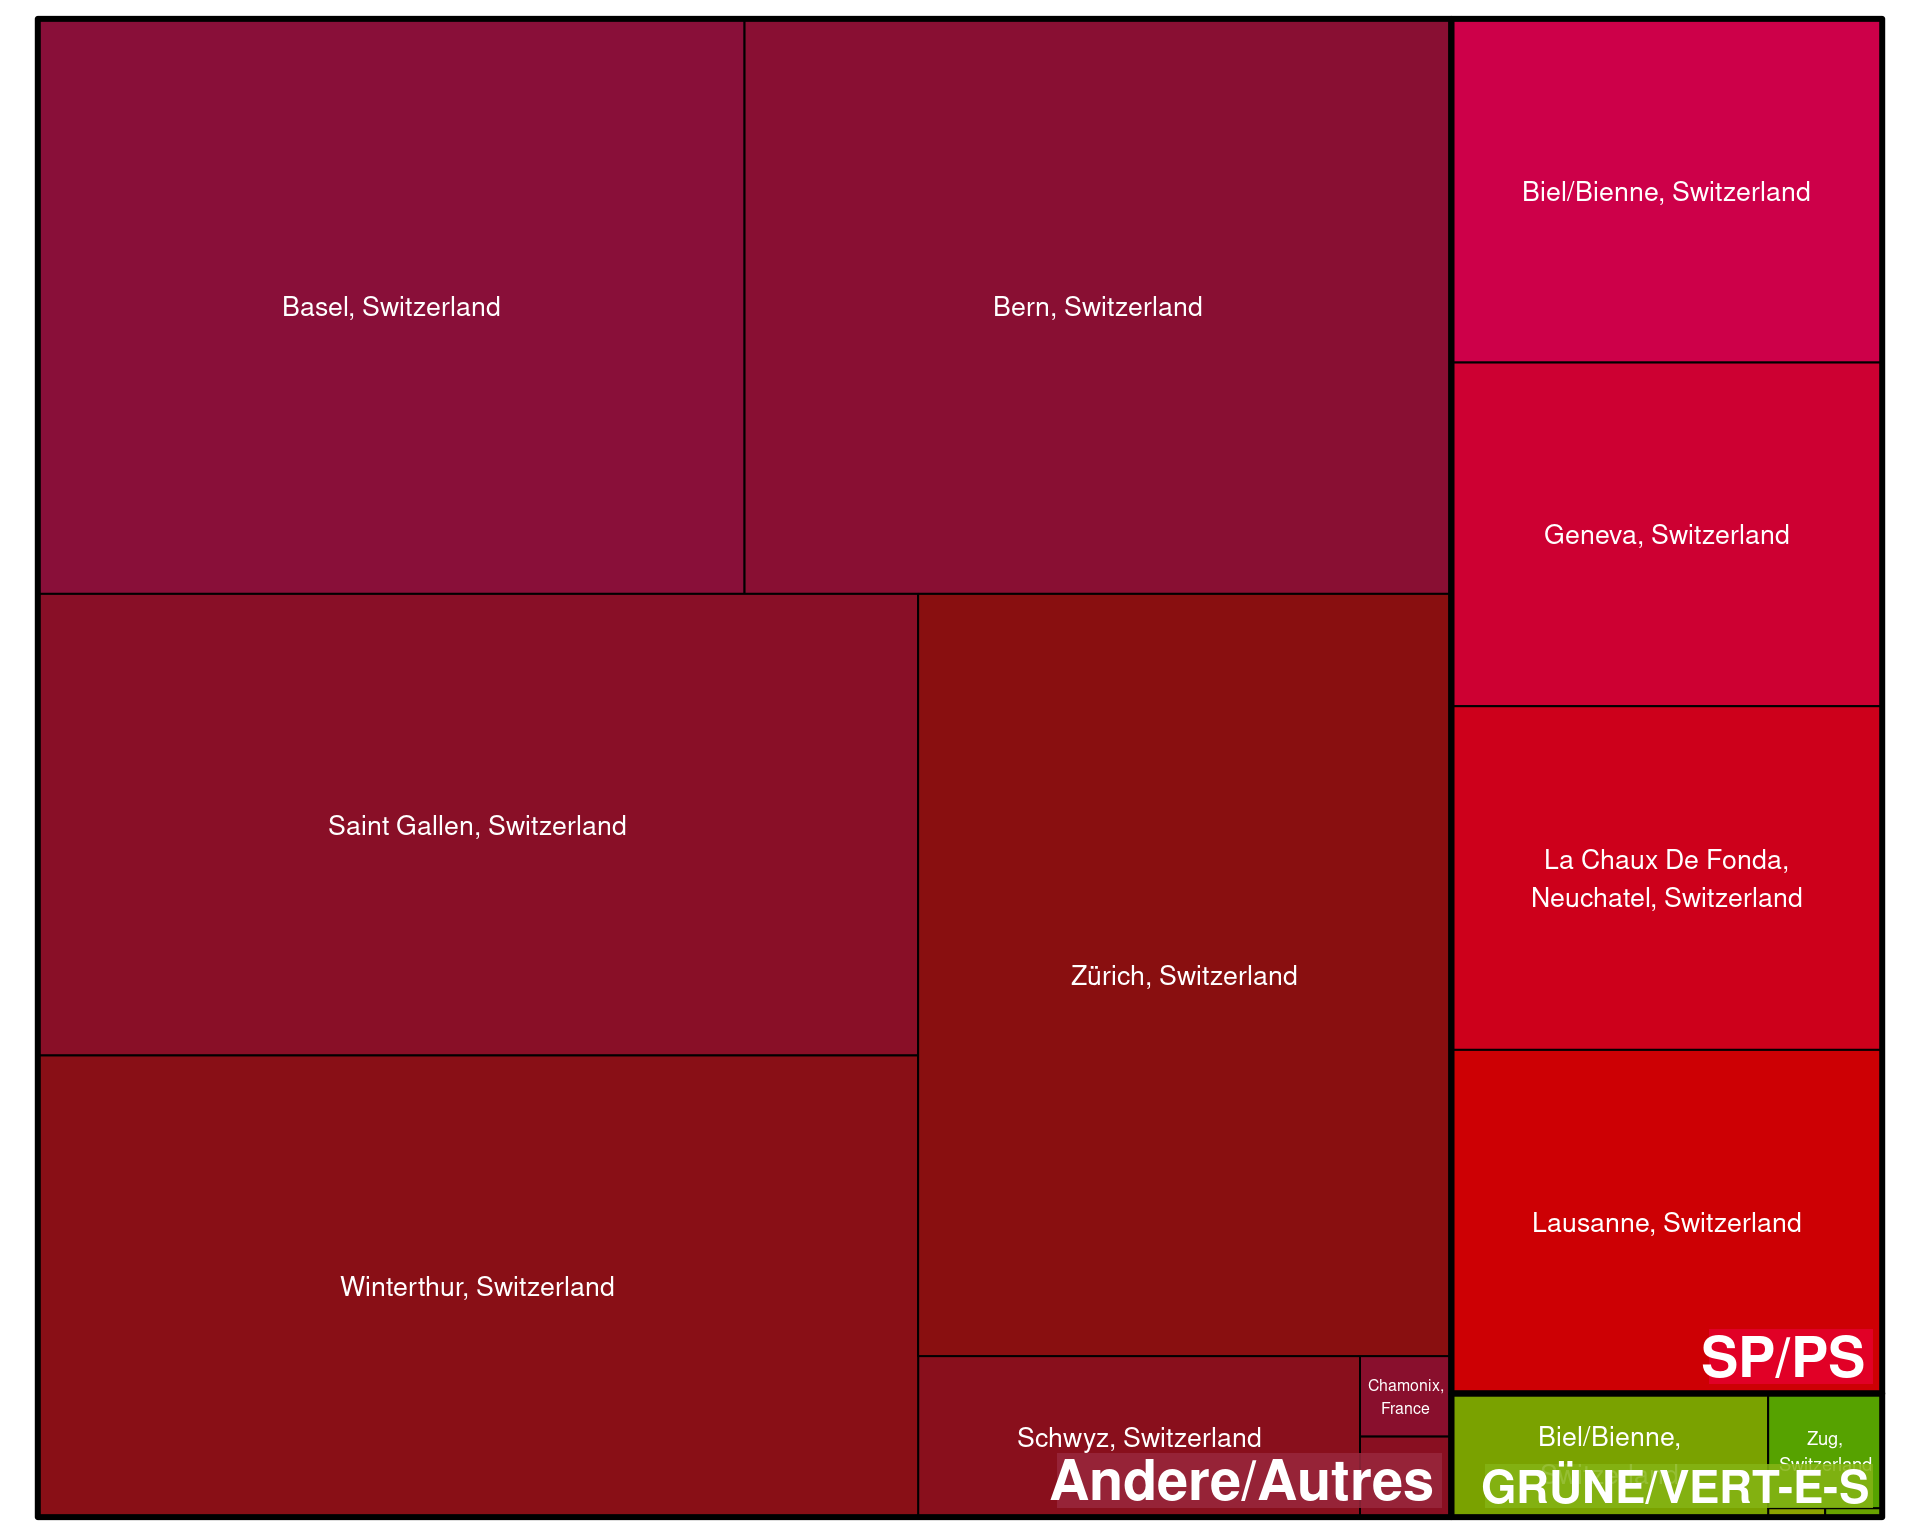 Basel, Switzerland
Bern, Switzerland
Biel/Bienne, Switzerland
Geneva, Switzerland
Saint Gallen, Switzerland
Zürich, Switzerland
La Chaux De Fonda,
Neuchatel, Switzerland
Lausanne, Switzerland
Winterthur, Switzerland
SP/PS
Chamonix,
France
Schwyz, Switzerland
Andere/Autres
Biel/Bienne,
Switzerland
Zug,
Switzerland
GRÜNE/VERT-E-S